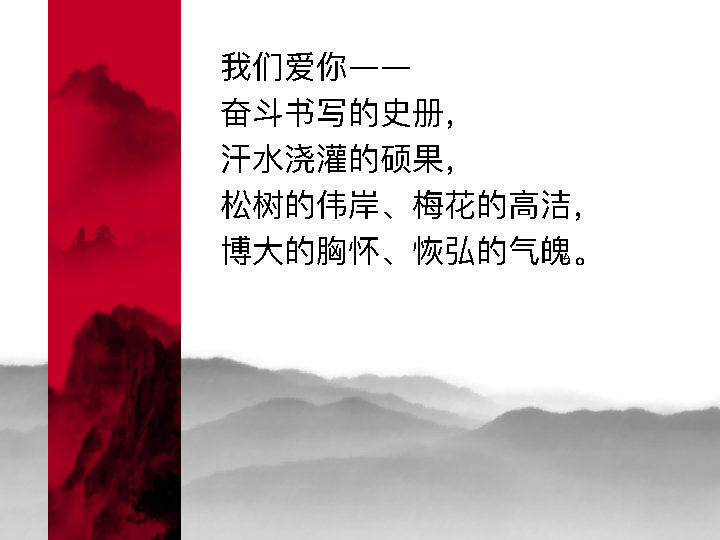 我们爱你——
奋斗书写的史册，
汗水浇灌的硕果，
松树的伟岸、梅花的高洁，
博大的胸怀、恢弘的气魄。